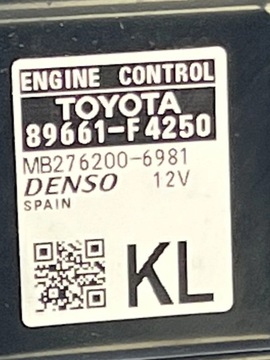 ENGINE CONTROL
TOYOTA
89661-F4250
MB276200-6981
DENSO 12V
SPAIN
KL